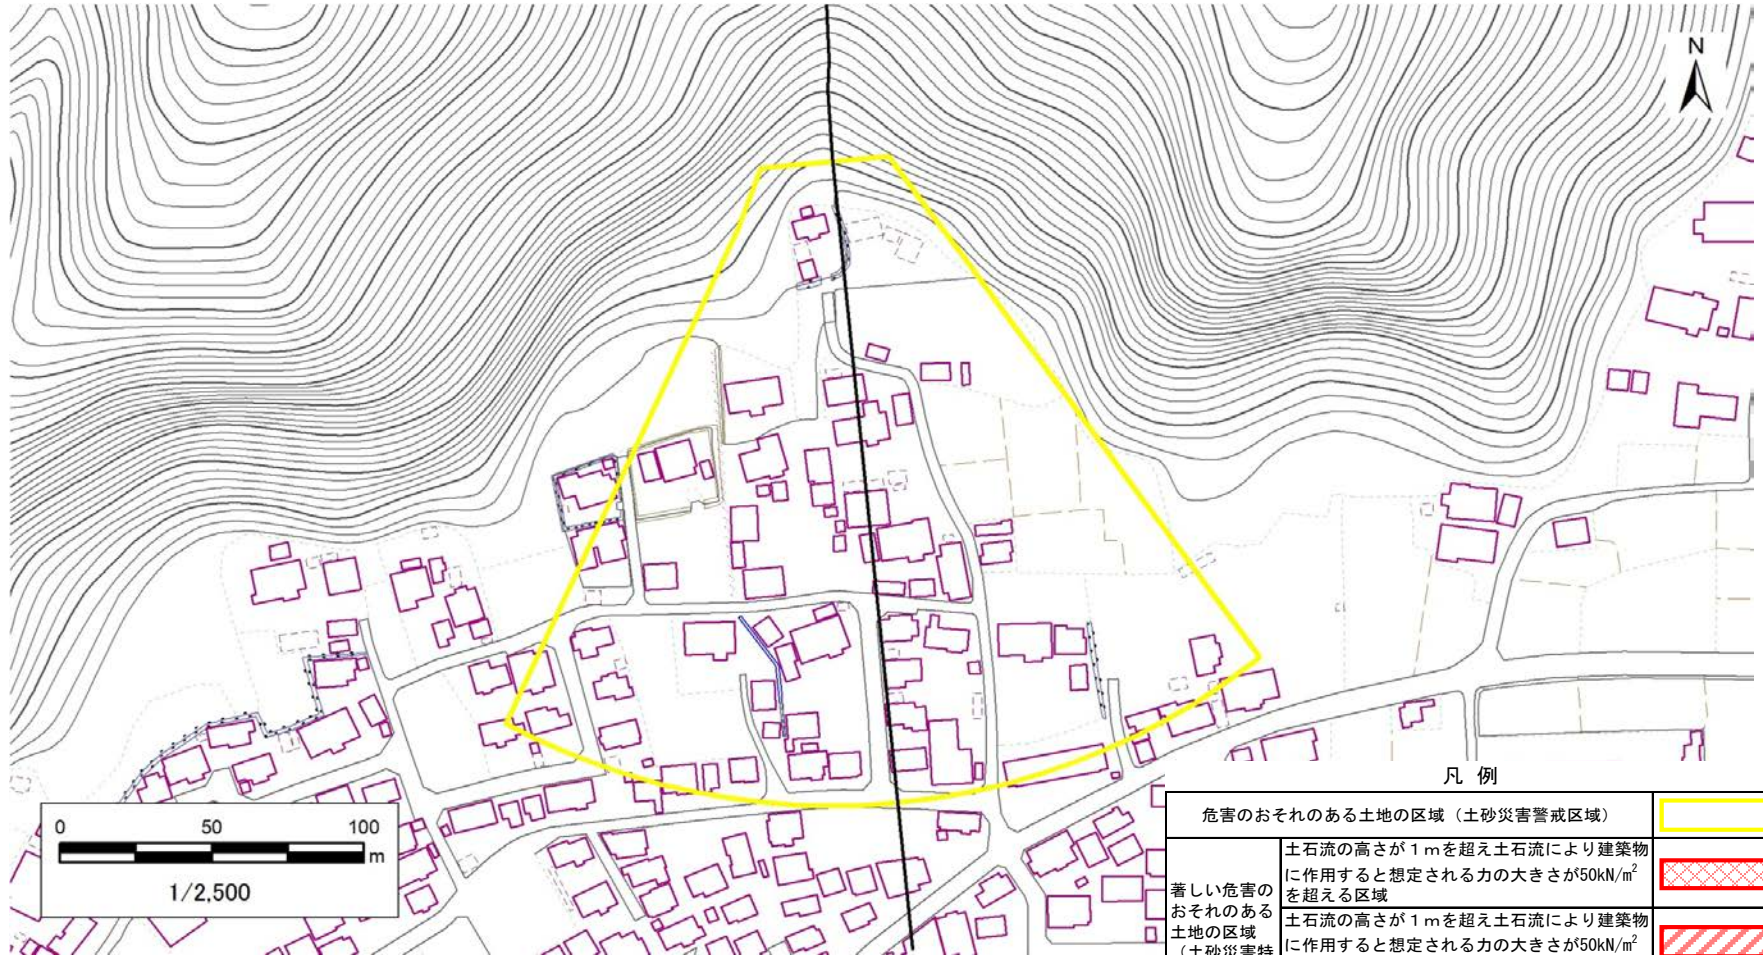 N
0 50 100
m
1/2,500
凡 例
危害のおそれのある土地の区域（土砂災害警戒区域）
著しい危害の
おそれのある
土地の区域
（土砂災害特
土石流の高さが１ｍを超え土石流により建築物
に作用すると想定される力の大きさが50kN/m²
を超える区域
土石流の高さが１ｍを超え土石流により建築物
に作用すると想定される力の大きさが50kN/m²